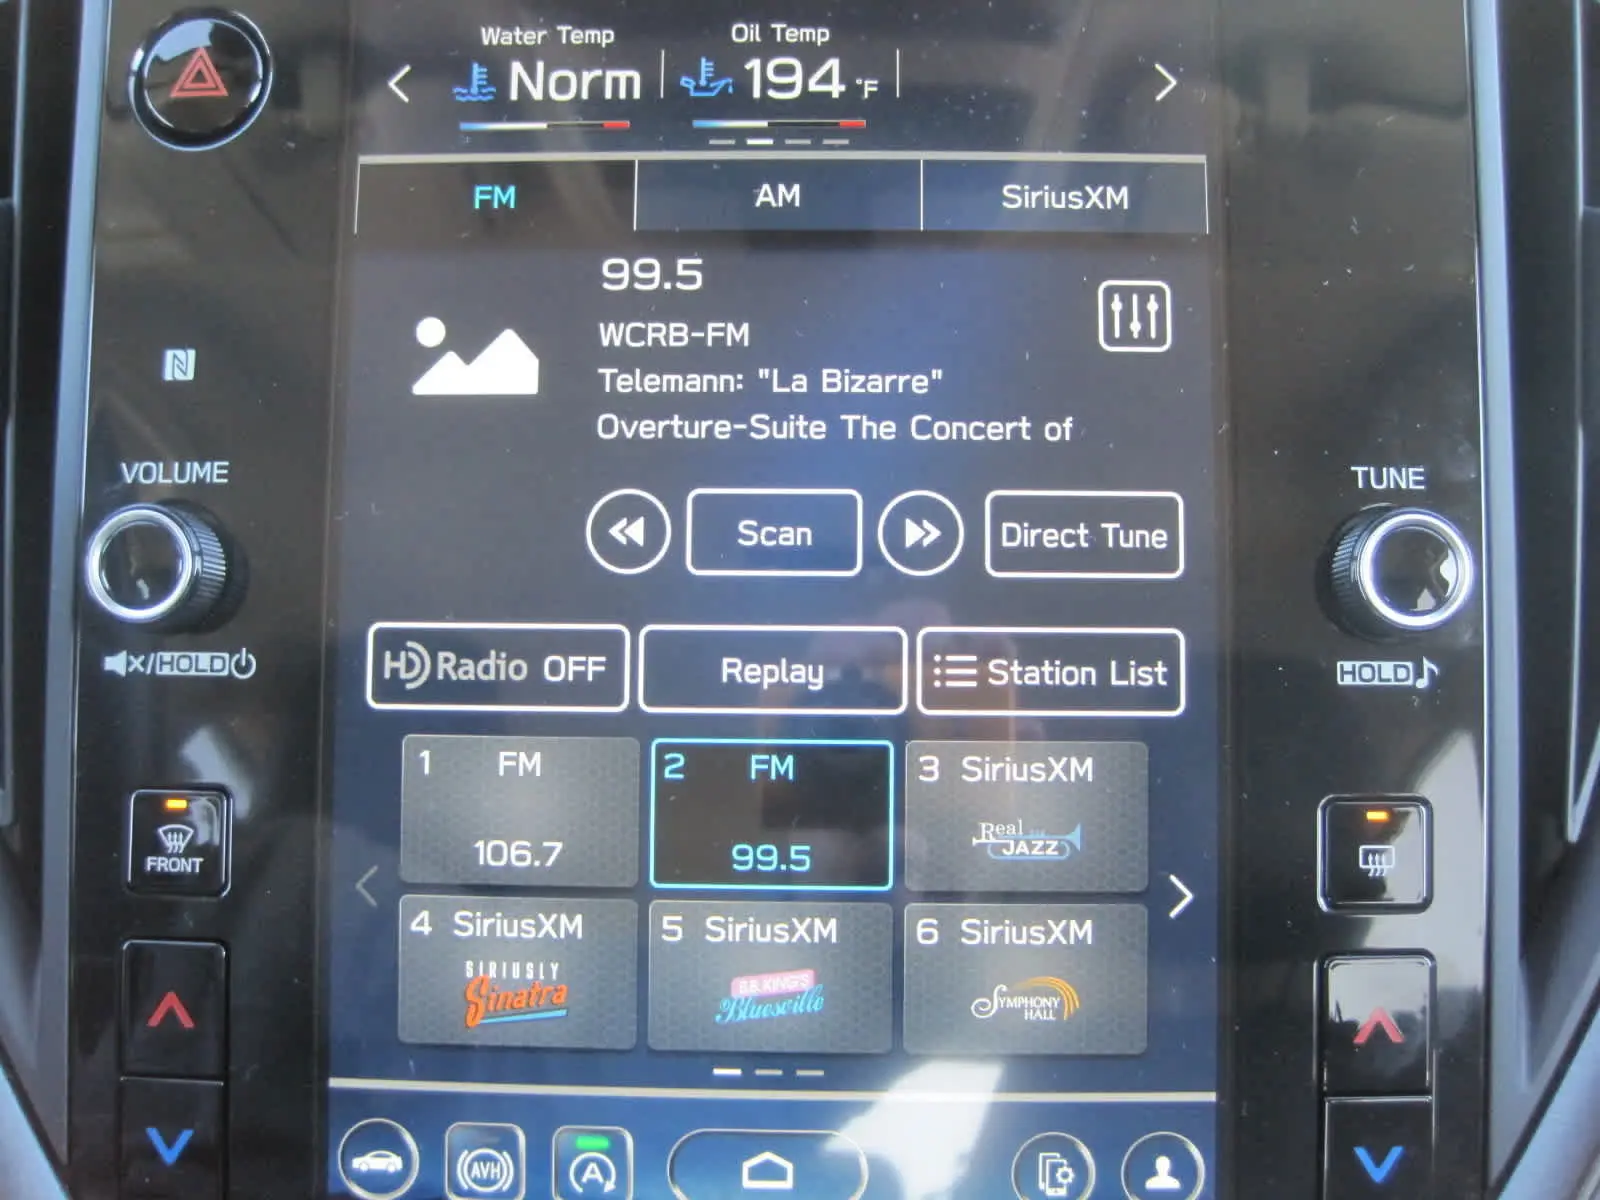 Water Temp
Oil Temp
Norm
194 °F
FM
AM
SiriusXM
99.5
WCRB-FM
Telemann: "La Bizarre"
Overture-Suite The Concert of
VOLUME
TUNE
Scan
Direct Tune
/HOLD
HOLD
HD Radio OFF
Replay
Station List
1 FM
106.7
2 FM
99.5
3 SiriusXM
Real JAZZ
FRONT
4 SiriusXM
SIRIUSLY
Sinatra
5 SiriusXM
B.B. KING'S
Bluesville
6 SiriusXM
SYMPHONY
HALL
AVH
A